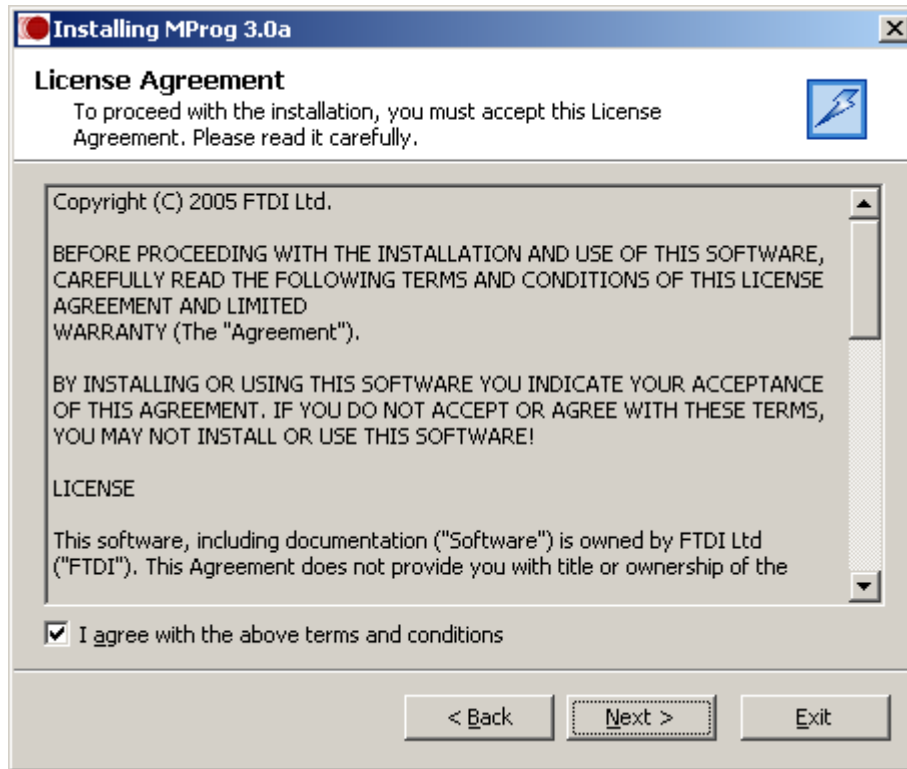 Installing MProg 3.0a
License Agreement
To proceed with the installation, you must accept this License
Agreement. Please read it carefully.
Copyright (C) 2005 FTDI Ltd.
BEFORE PROCEEDING WITH THE INSTALLATION AND USE OF THIS SOFTWARE,
CAREFULLY READ THE FOLLOWING TERMS AND CONDITIONS OF THIS LICENSE
AGREEMENT AND LIMITED
WARRANTY (The "Agreement").
BY INSTALLING OR USING THIS SOFTWARE YOU INDICATE YOUR ACCEPTANCE
OF THIS AGREEMENT. IF YOU DO NOT ACCEPT OR AGREE WITH THESE TERMS,
YOU MAY NOT INSTALL OR USE THIS SOFTWARE!
LICENSE
This software, including documentation ("Software") is owned by FTDI Ltd
("FTDI"). This Agreement does not provide you with title or ownership of the
I agree with the above terms and conditions
< Back Next > Exit